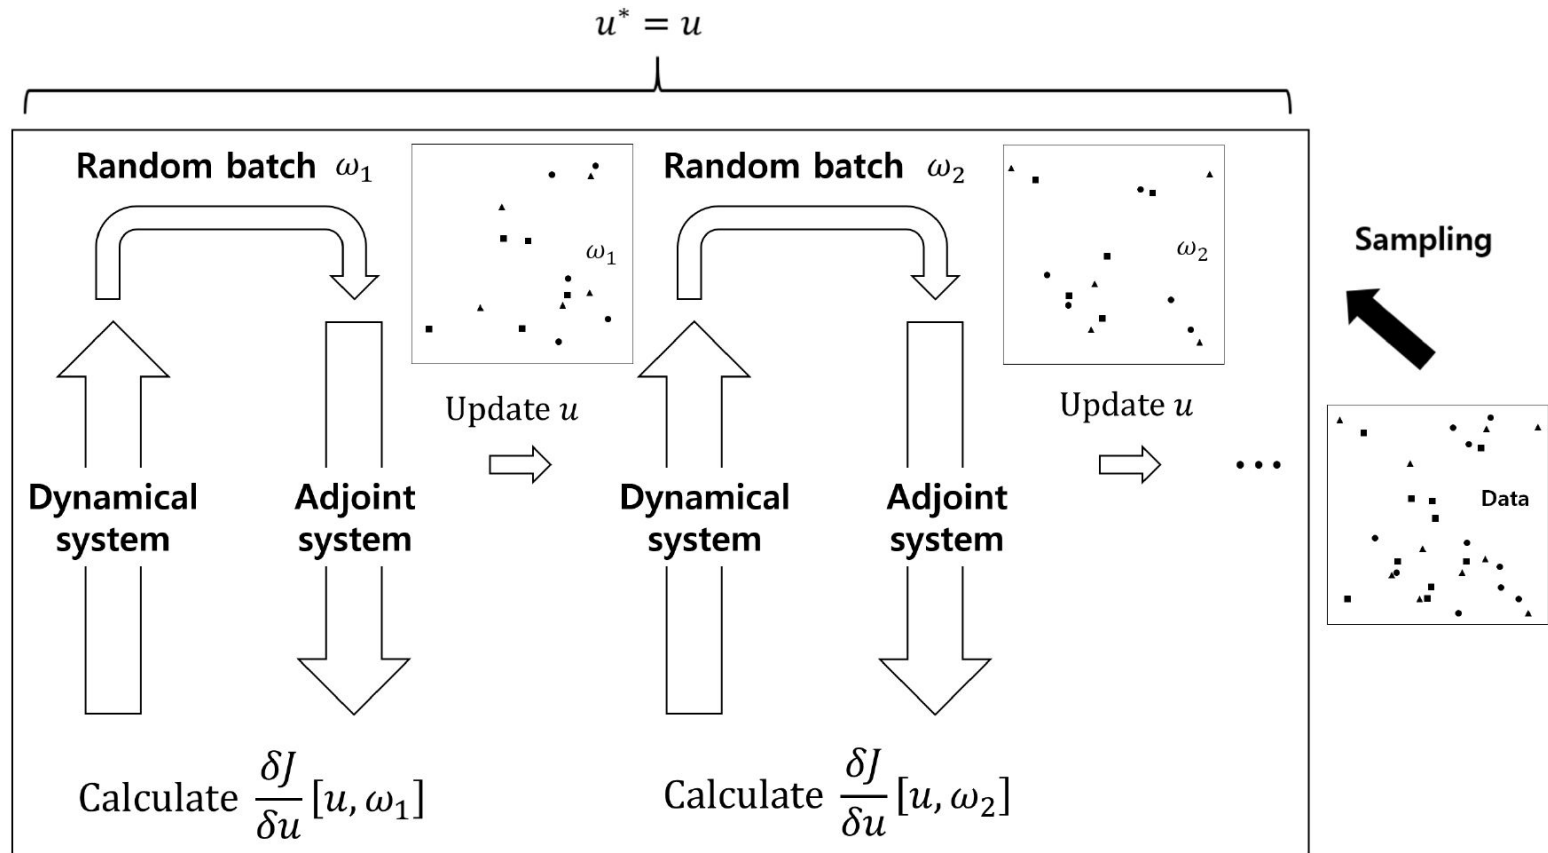 u* = u
Random batch ω₁
ω₁
Random batch ω₂
ω₂
Sampling
Update u
Update u
Dynamical system
Adjoint system
Dynamical system
Adjoint system
...
Data
Calculate δJ/δu [u, ω₁]
Calculate δJ/δu [u, ω₂]